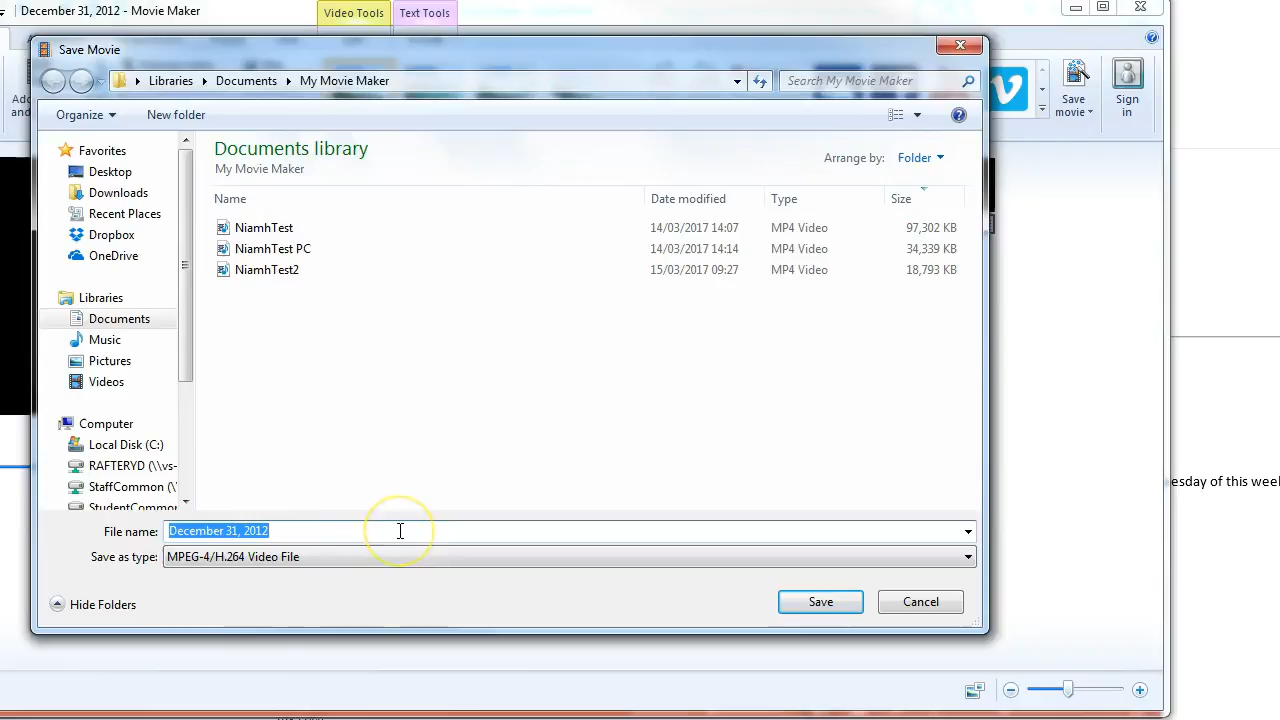 December 31, 2012 - Movie Maker
Video Tools
Text Tools
Save Movie
Libraries Documents My Movie Maker
Search My Movie Maker
Add
and
Save
movie
Sign
in
Organize
New folder
Favorites
Desktop
Downloads
Recent Places
Dropbox
OneDrive
Libraries
Documents
Music
Pictures
Videos
Computer
Local Disk (C:)
RAFTERYD (\\vs-
StaffCommon (\
StudentCommon
Documents library
My Movie Maker
Arrange by: Folder
Name Date modified Type Size
NiamhTest 14/03/2017 14:07 MP4 Video 97,302 KB
NiamhTest PC 14/03/2017 14:14 MP4 Video 34,339 KB
NiamhTest2 15/03/2017 09:27 MP4 Video 18,793 KB
esday of this week
File name: December 31, 2012
Save as type: MPEG-4/H.264 Video File
Hide Folders
Save
Cancel